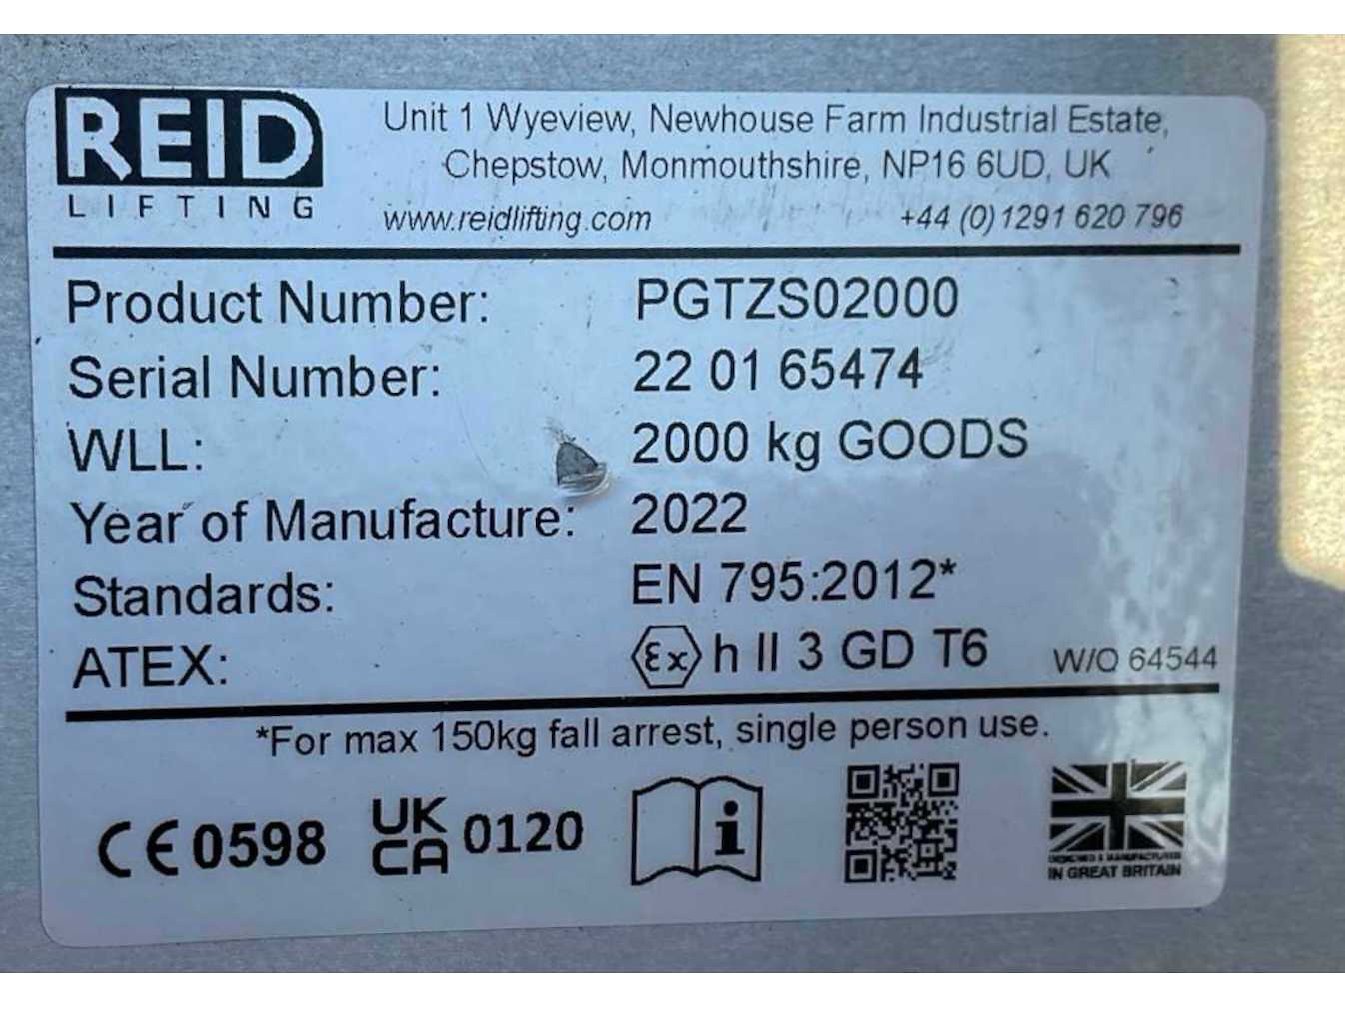 REID
LIFTING
Unit 1 Wyeview, Newhouse Farm Industrial Estate,
Chepstow, Monmouthshire, NP16 6UD, UK
www.reidlifting.com +44 (0)1291 620 796
Product Number: PGTZS02000
Serial Number: 22 01 65474
WLL: 2000 kg GOODS
Year of Manufacture: 2022
Standards: EN 795:2012*
ATEX: Ex h II 3 GD T6 W/O 64544
*For max 150kg fall arrest, single person use.
CE 0598 UK CA 0120 i
DESIGNED & MANUFACTURED
IN GREAT BRITAIN